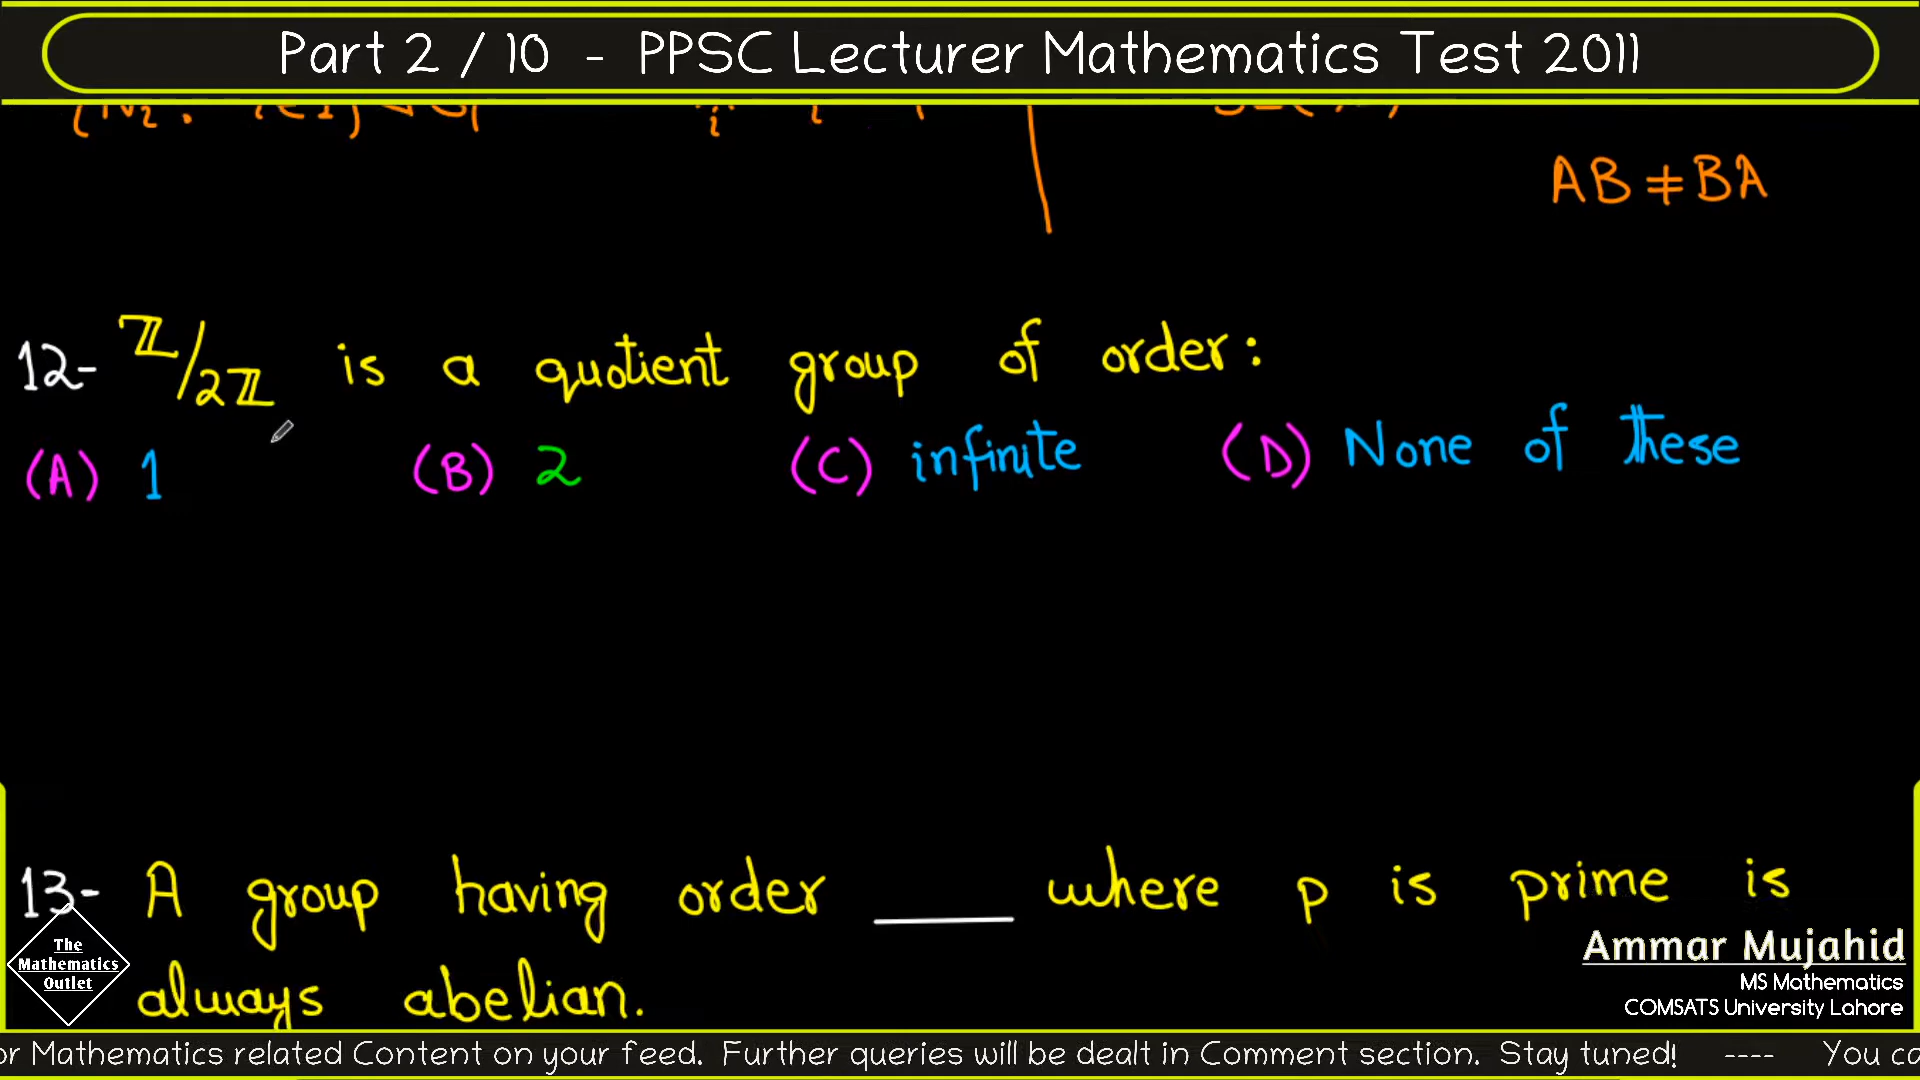 Part 2 / 10 - PPSC Lecturer Mathematics Test 2011
AB ≠ BA
12- ℤ/2ℤ is a quotient group of order:
(A) 1 (B) 2 (C) infinite (D) None of these
13- A group having order ____ where p is prime is
always abelian.
The
Mathematics
Outlet
Ammar Mujahid
MS Mathematics
COMSATS University Lahore
or Mathematics related Content on your feed. Further queries will be dealt in Comment section. Stay tuned! ---- You ca